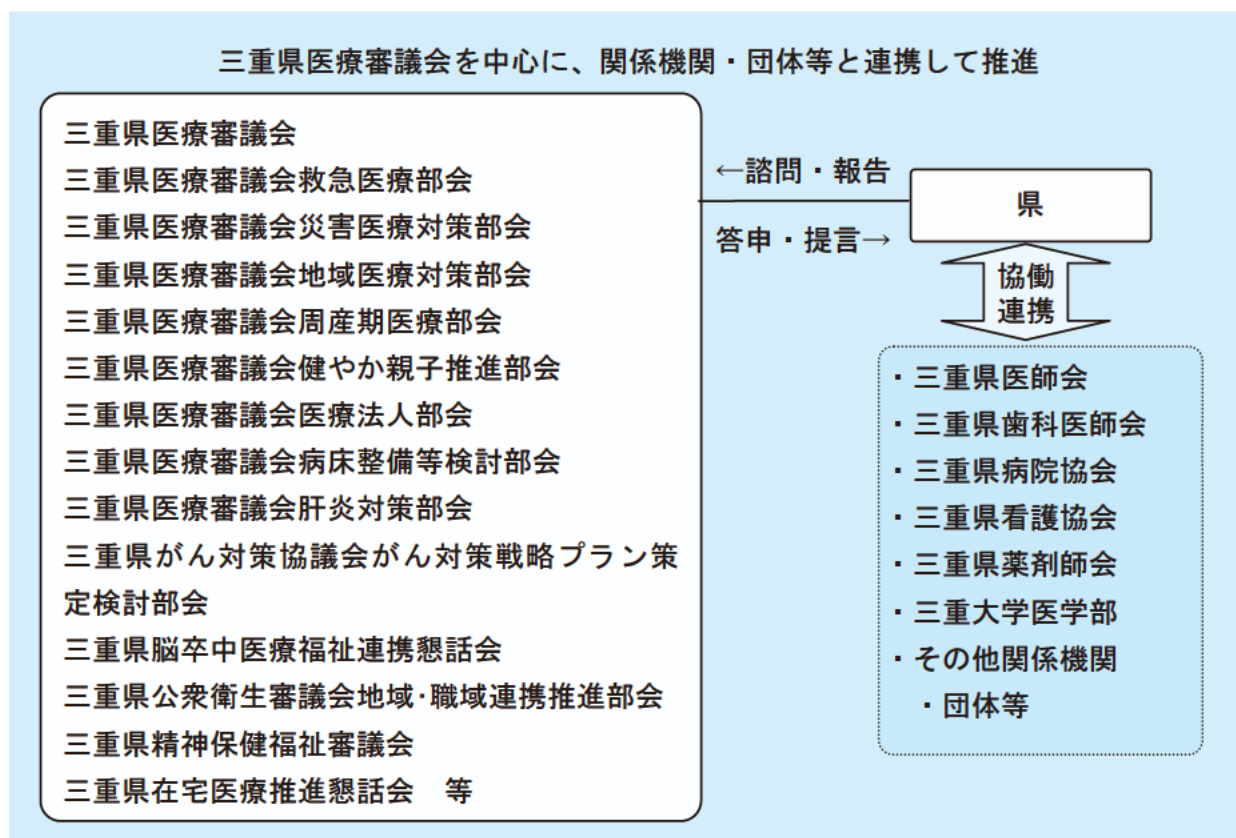 三重県医療審議会を中心に、関係機関・団体等と連携して推進
三重県医療審議会
三重県医療審議会救急医療部会
三重県医療審議会災害医療対策部会
三重県医療審議会地域医療対策部会
三重県医療審議会周産期医療部会
三重県医療審議会健やか親子推進部会
三重県医療審議会医療法人部会
三重県医療審議会病床整備等検討部会
三重県医療審議会肝炎対策部会
三重県がん対策協議会がん対策戦略プラン策
定検討部会
三重県脳卒中医療福祉連携懇話会
三重県公衆衛生審議会地域・職域連携推進部会
三重県精神保健福祉審議会
三重県在宅医療推進懇話会　等
←諮問・報告
答申・提言→
県
協働
連携
・三重県医師会
・三重県歯科医師会
・三重県病院協会
・三重県看護協会
・三重県薬剤師会
・三重大学医学部
・その他関係機関
・団体等